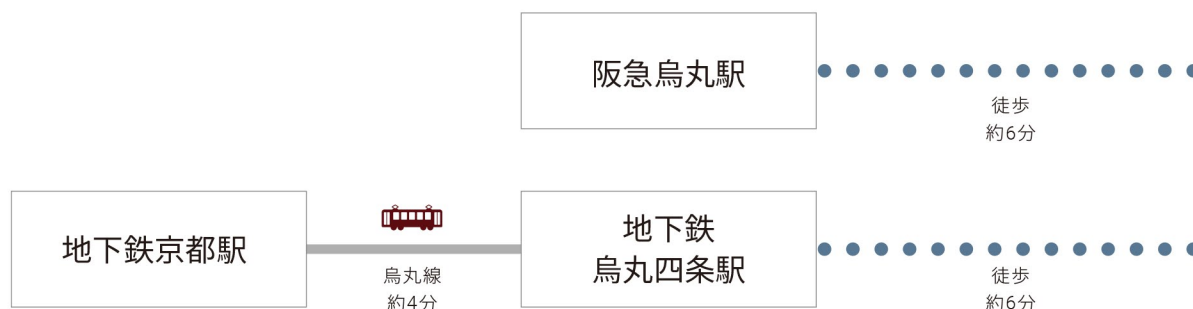 阪急烏丸駅
徒歩
約6分
地下鉄京都駅
烏丸線
約4分
地下鉄
烏丸四条駅
徒歩
約6分